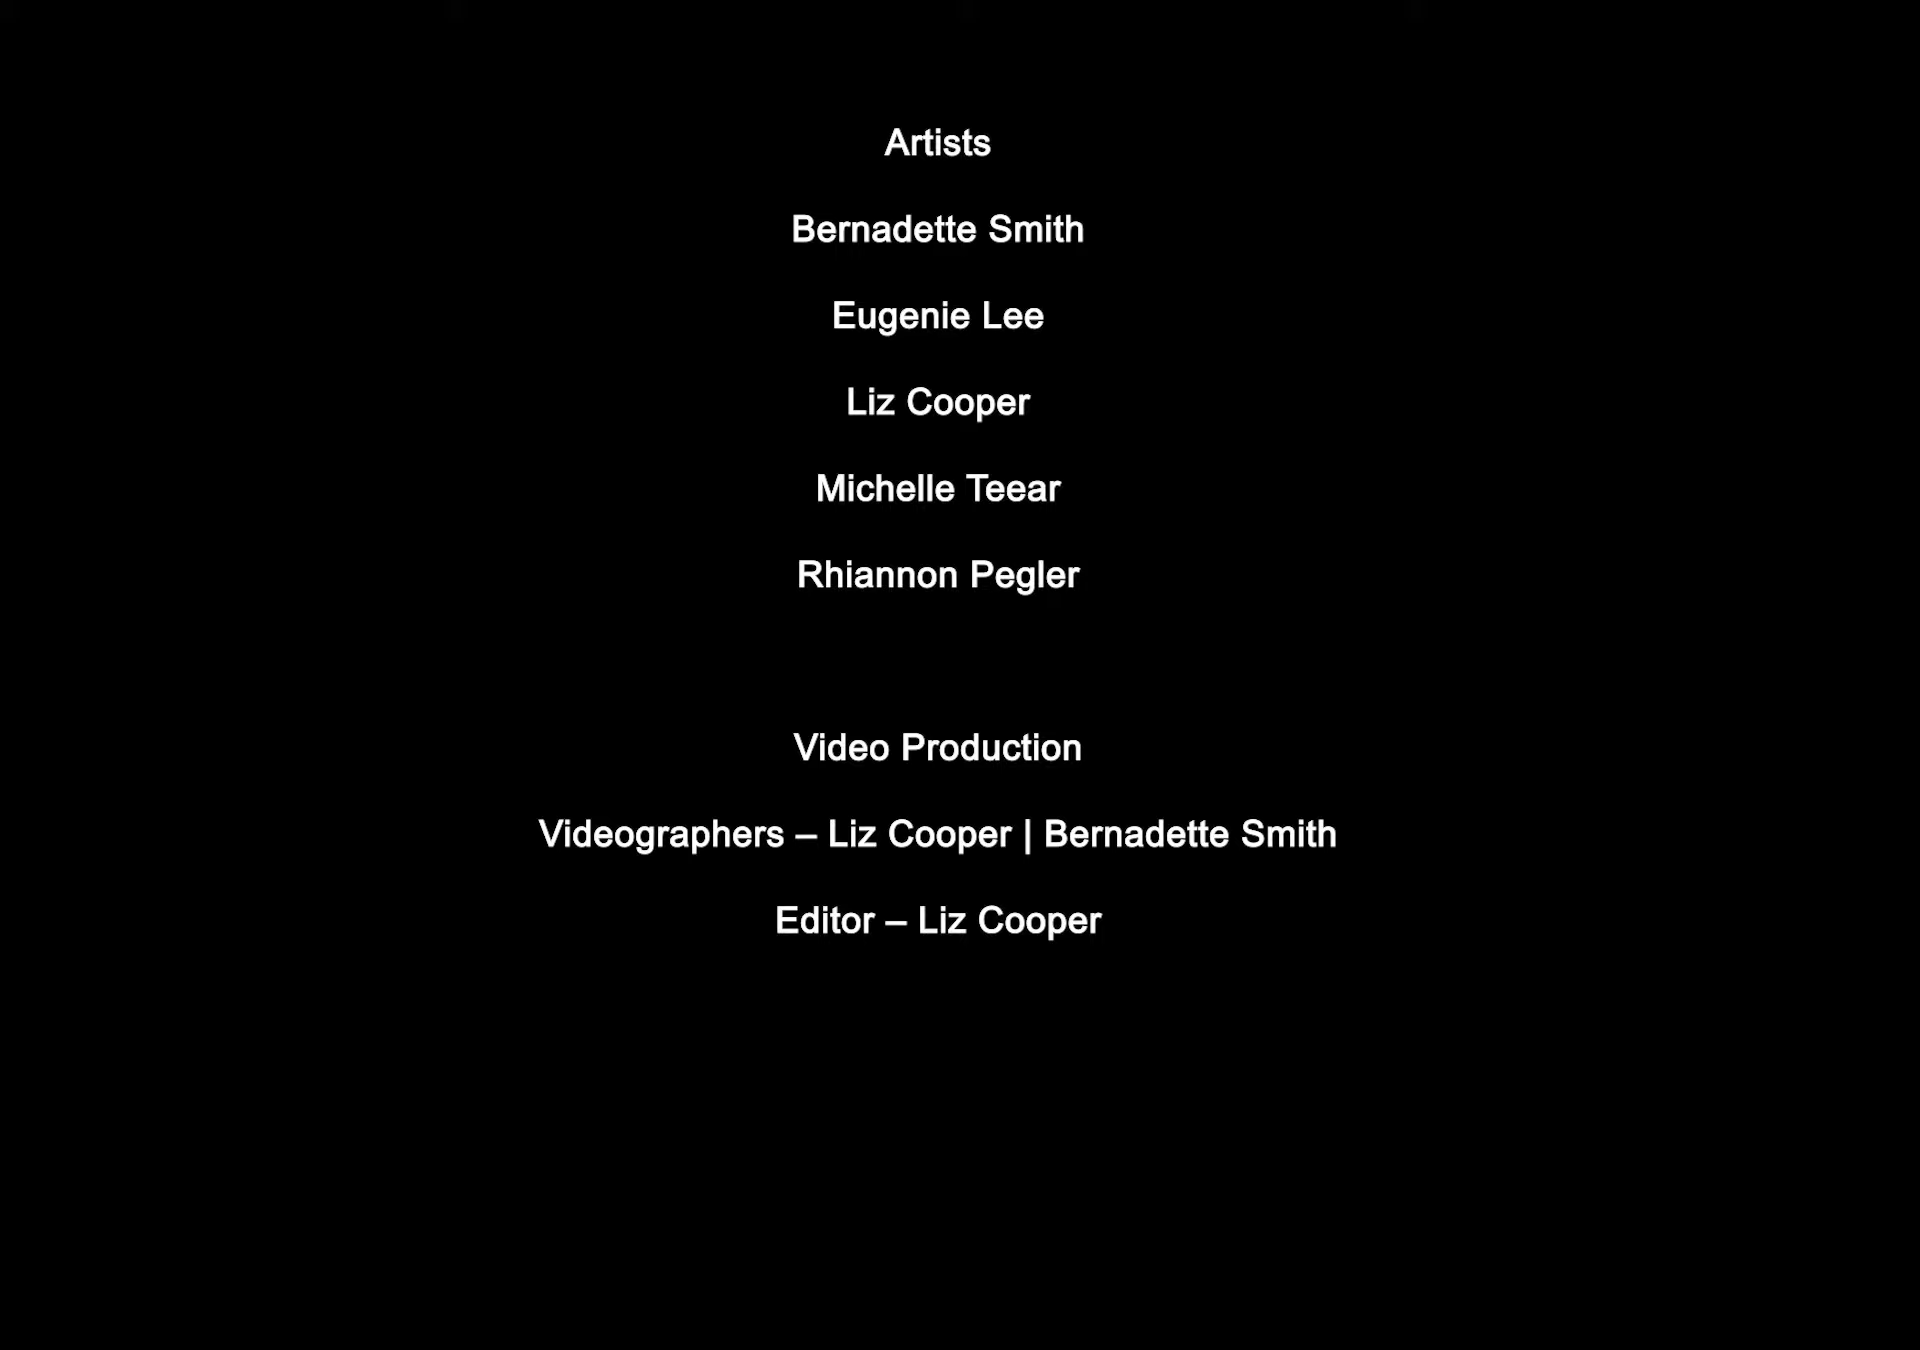 Artists
Bernadette Smith
Eugenie Lee
Liz Cooper
Michelle Teear
Rhiannon Pegler
Video Production
Videographers – Liz Cooper | Bernadette Smith
Editor – Liz Cooper